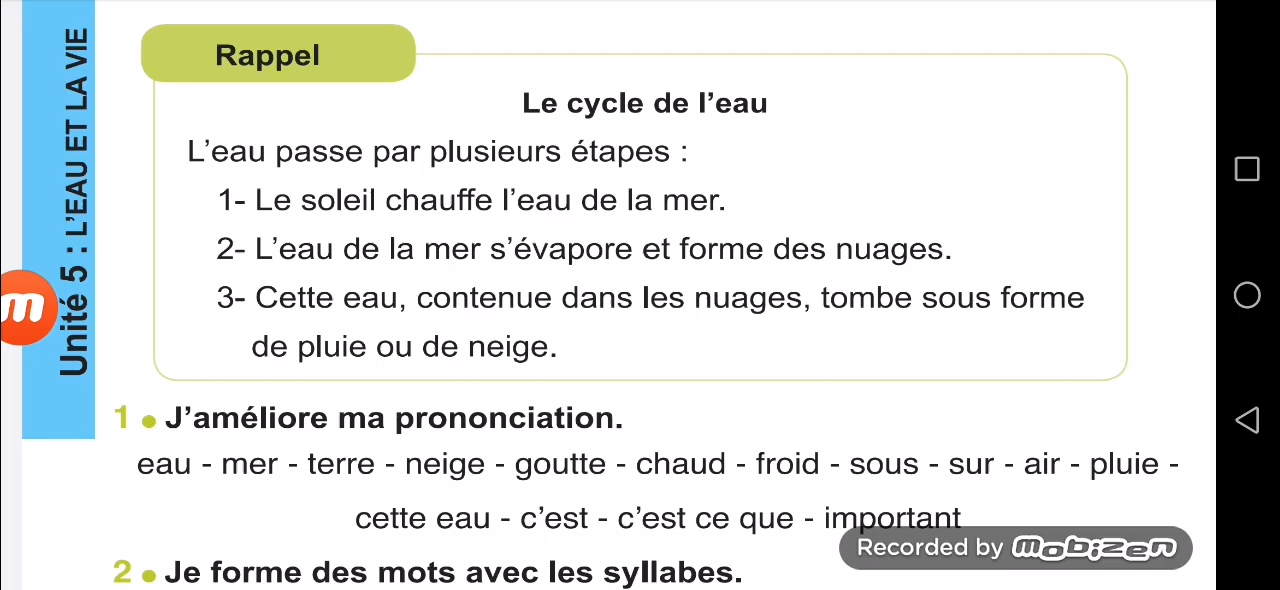 Unité 5 : L'EAU ET LA VIE
Rappel
Le cycle de l'eau
L'eau passe par plusieurs étapes :
1- Le soleil chauffe l'eau de la mer.
2- L'eau de la mer s'évapore et forme des nuages.
3- Cette eau, contenue dans les nuages, tombe sous forme
de pluie ou de neige.
1 • J'améliore ma prononciation.
eau - mer - terre - neige - goutte - chaud - froid - sous - sur - air - pluie -
cette eau - c'est - c'est ce que - important
Recorded by mobizen
2 • Je forme des mots avec les syllabes.
m